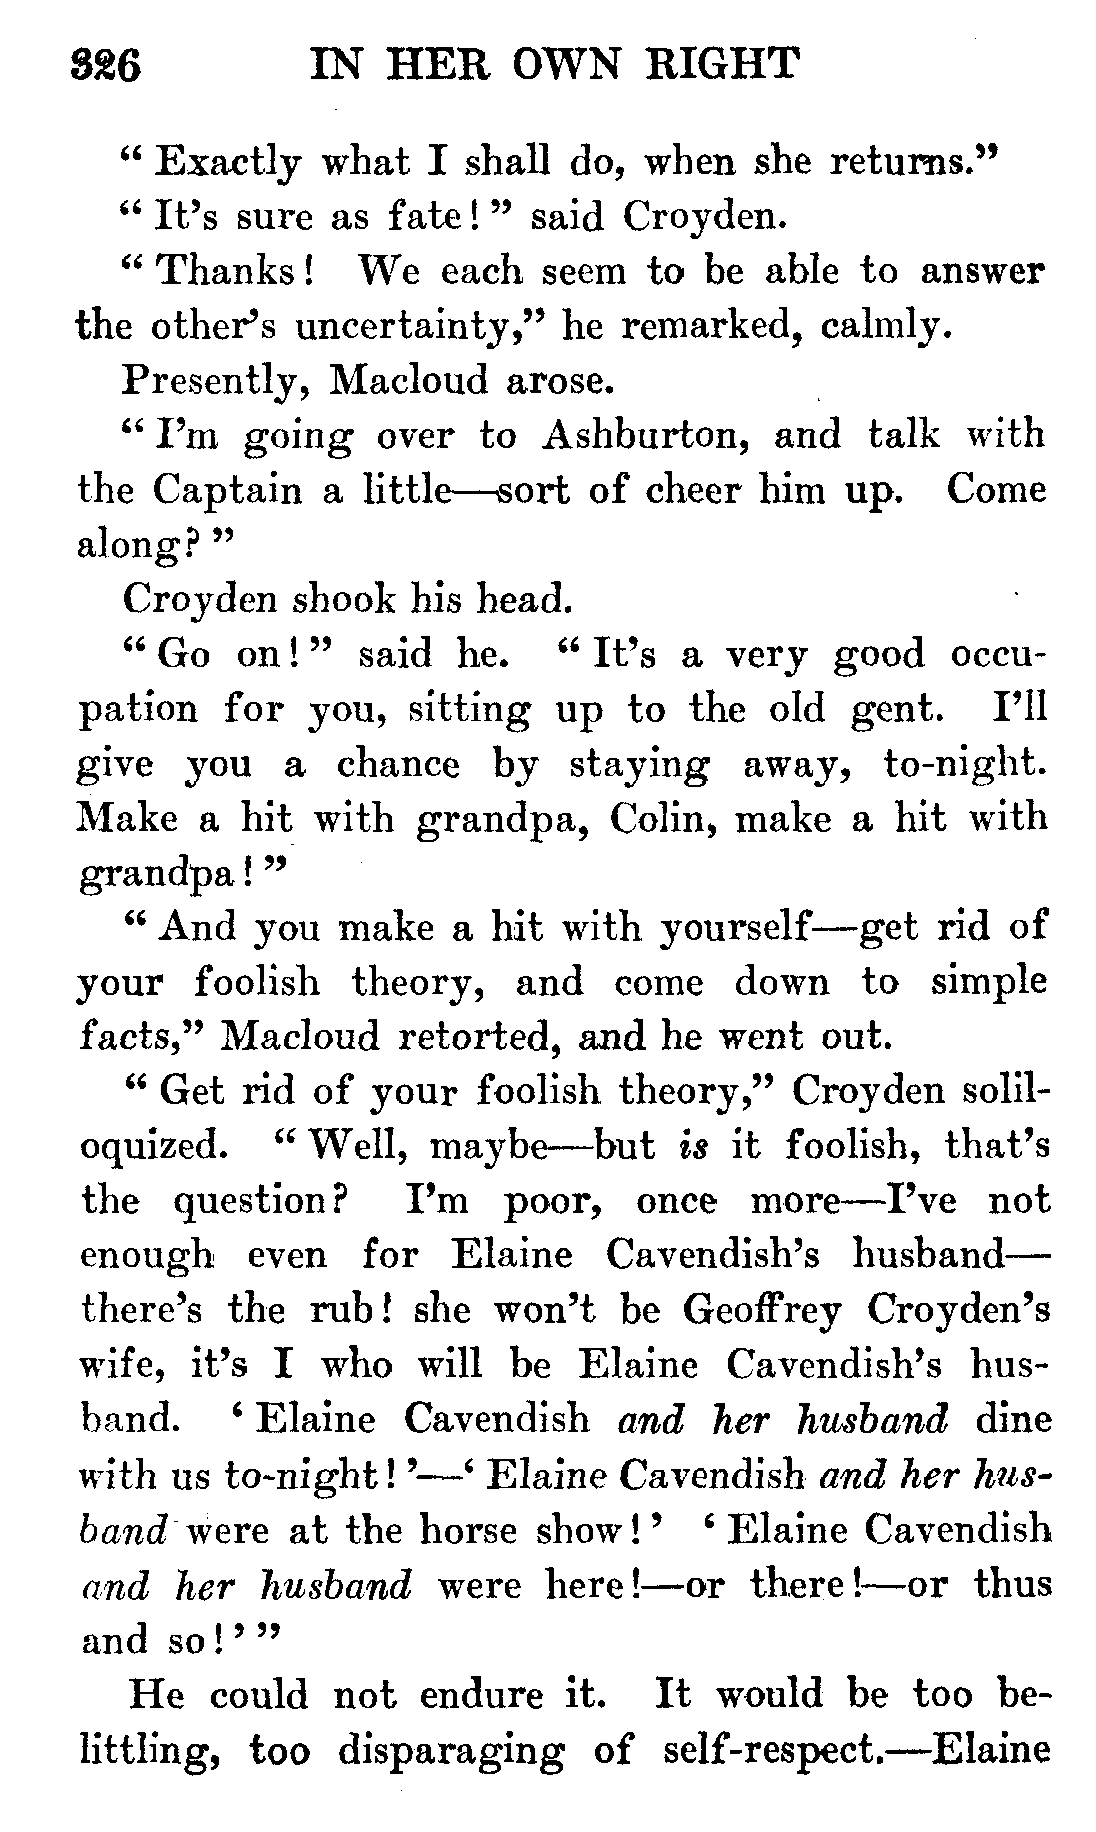 326 IN HER OWN RIGHT
" Exactly what I shall do, when she returns."
" It's sure as fate! " said Croyden.
" Thanks! We each seem to be able to answer
the other's uncertainty," he remarked, calmly.
Presently, Macloud arose.
" I'm going over to Ashburton, and talk with
the Captain a little—sort of cheer him up. Come
along? "
Croyden shook his head.
" Go on! " said he. " It's a very good occu-
pation for you, sitting up to the old gent. I'll
give you a chance by staying away, to-night.
Make a hit with grandpa, Colin, make a hit with
grandpa! "
" And you make a hit with yourself—get rid of
your foolish theory, and come down to simple
facts," Macloud retorted, and he went out.
" Get rid of your foolish theory," Croyden solil-
oquized. " Well, maybe—but is it foolish, that's
the question? I'm poor, once more—I've not
enough even for Elaine Cavendish's husband—
there's the rub! she won't be Geoffrey Croyden's
wife, it's I who will be Elaine Cavendish's hus-
band. ' Elaine Cavendish and her husband dine
with us to-night! '—' Elaine Cavendish and her hus-
band were at the horse show! ' ' Elaine Cavendish
and her husband were here!—or there!—or thus
and so! ' "
He could not endure it. It would be too be-
littling, too disparaging of self-respect.—Elaine